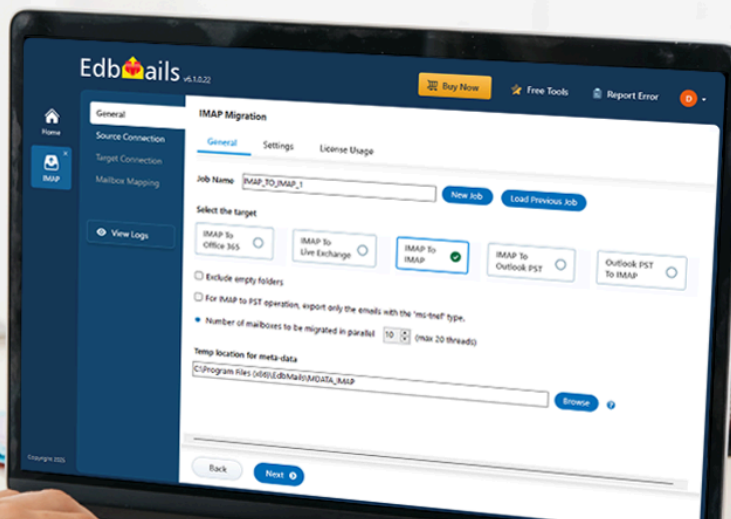 EdbMails v6.1.0.22
Buy Now
Free Tools
Report Error
D
Home
IMAP
General
Source Connection
Target Connection
Mailbox Mapping
View Logs
IMAP Migration
General Settings License Usage
Job Name IMAP_TO_IMAP_1 New Job Load Previous Job
Select the target
IMAP To
Office 365
IMAP To
Live Exchange
IMAP To
IMAP
IMAP To
Outlook PST
Outlook PST
To IMAP
Exclude empty folders
For IMAP to PST operation, export only the emails with the 'ms-tnef' type.
Number of mailboxes to be migrated in parallel 10 (max 20 threads)
Temp location for meta-data
C:\Program Files (x86)\EdbMails\MDATA_IMAP Browse
Back Next
Copyright 2025